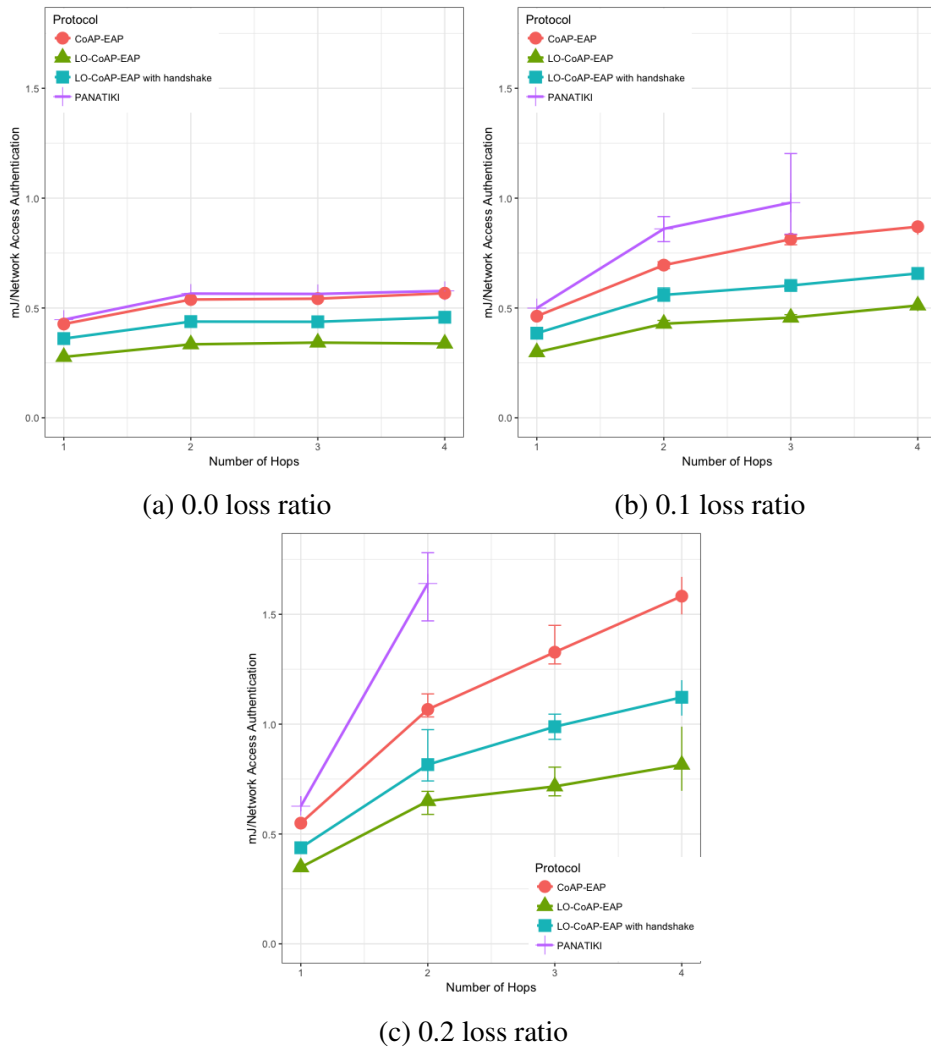 Protocol
CoAP-EAP
LO-CoAP-EAP
LO-CoAP-EAP with handshake
PANATIKI
1.5
1.0
0.5
0.0
mJ/Network Access Authentication
1 2 3 4
Number of Hops
(a) 0.0 loss ratio
Protocol
CoAP-EAP
LO-CoAP-EAP
LO-CoAP-EAP with handshake
PANATIKI
1.5
1.0
0.5
0.0
mJ/Network Access Authentication
1 2 3 4
Number of Hops
(b) 0.1 loss ratio
1.5
1.0
0.5
0.0
mJ/Network Access Authentication
Protocol
CoAP-EAP
LO-CoAP-EAP
LO-CoAP-EAP with handshake
PANATIKI
1 2 3 4
Number of Hops
(c) 0.2 loss ratio